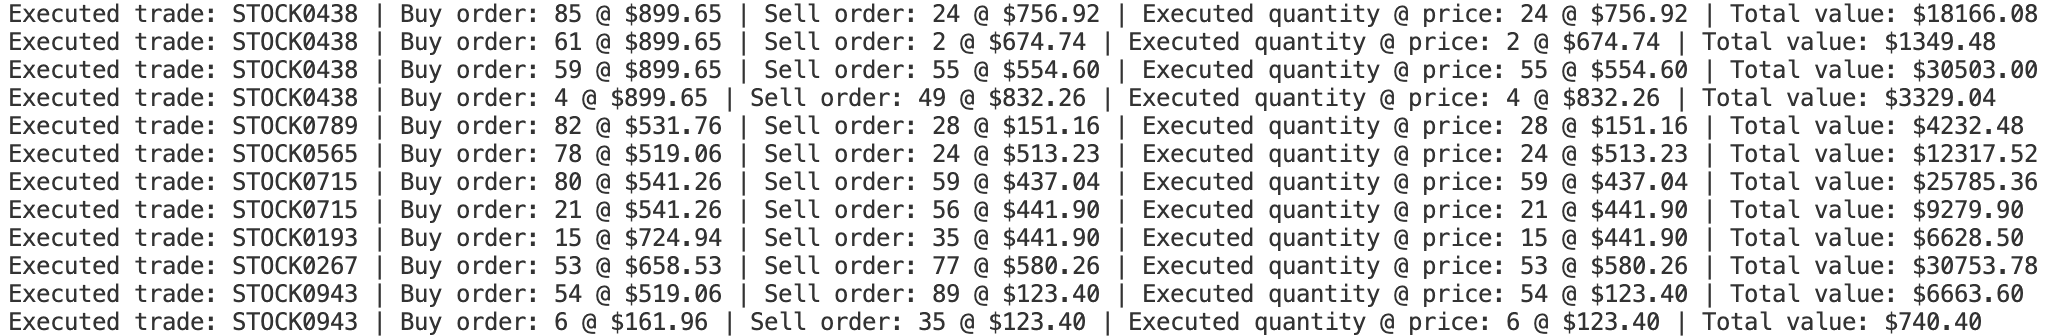 Executed trade: STOCK0438 | Buy order: 85 @ $899.65 | Sell order: 24 @ $756.92 | Executed quantity @ price: 24 @ $756.92 | Total value: $18166.08
Executed trade: STOCK0438 | Buy order: 61 @ $899.65 | Sell order: 2 @ $674.74 | Executed quantity @ price: 2 @ $674.74 | Total value: $1349.48
Executed trade: STOCK0438 | Buy order: 59 @ $899.65 | Sell order: 55 @ $554.60 | Executed quantity @ price: 55 @ $554.60 | Total value: $30503.00
Executed trade: STOCK0438 | Buy order: 4 @ $899.65 | Sell order: 49 @ $832.26 | Executed quantity @ price: 4 @ $832.26 | Total value: $3329.04
Executed trade: STOCK0789 | Buy order: 82 @ $531.76 | Sell order: 28 @ $151.16 | Executed quantity @ price: 28 @ $151.16 | Total value: $4232.48
Executed trade: STOCK0565 | Buy order: 78 @ $519.06 | Sell order: 24 @ $513.23 | Executed quantity @ price: 24 @ $513.23 | Total value: $12317.52
Executed trade: STOCK0715 | Buy order: 80 @ $541.26 | Sell order: 59 @ $437.04 | Executed quantity @ price: 59 @ $437.04 | Total value: $25785.36
Executed trade: STOCK0715 | Buy order: 21 @ $541.26 | Sell order: 56 @ $441.90 | Executed quantity @ price: 21 @ $441.90 | Total value: $9279.90
Executed trade: STOCK0193 | Buy order: 15 @ $724.94 | Sell order: 35 @ $441.90 | Executed quantity @ price: 15 @ $441.90 | Total value: $6628.50
Executed trade: STOCK0267 | Buy order: 53 @ $658.53 | Sell order: 77 @ $580.26 | Executed quantity @ price: 53 @ $580.26 | Total value: $30753.78
Executed trade: STOCK0943 | Buy order: 54 @ $519.06 | Sell order: 89 @ $123.40 | Executed quantity @ price: 54 @ $123.40 | Total value: $6663.60
Executed trade: STOCK0943 | Buy order: 6 @ $161.96 | Sell order: 35 @ $123.40 | Executed quantity @ price: 6 @ $123.40 | Total value: $740.40